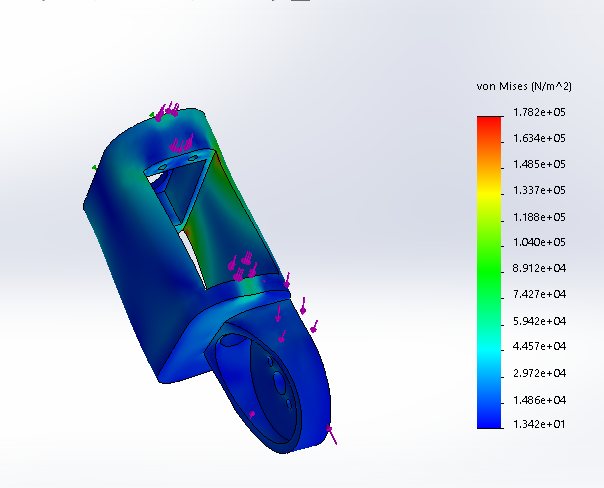 von Mises (N/m^2)
1.782e+05
1.634e+05
1.485e+05
1.337e+05
1.188e+05
1.040e+05
8.912e+04
7.427e+04
5.942e+04
4.457e+04
2.972e+04
1.486e+04
1.342e+01